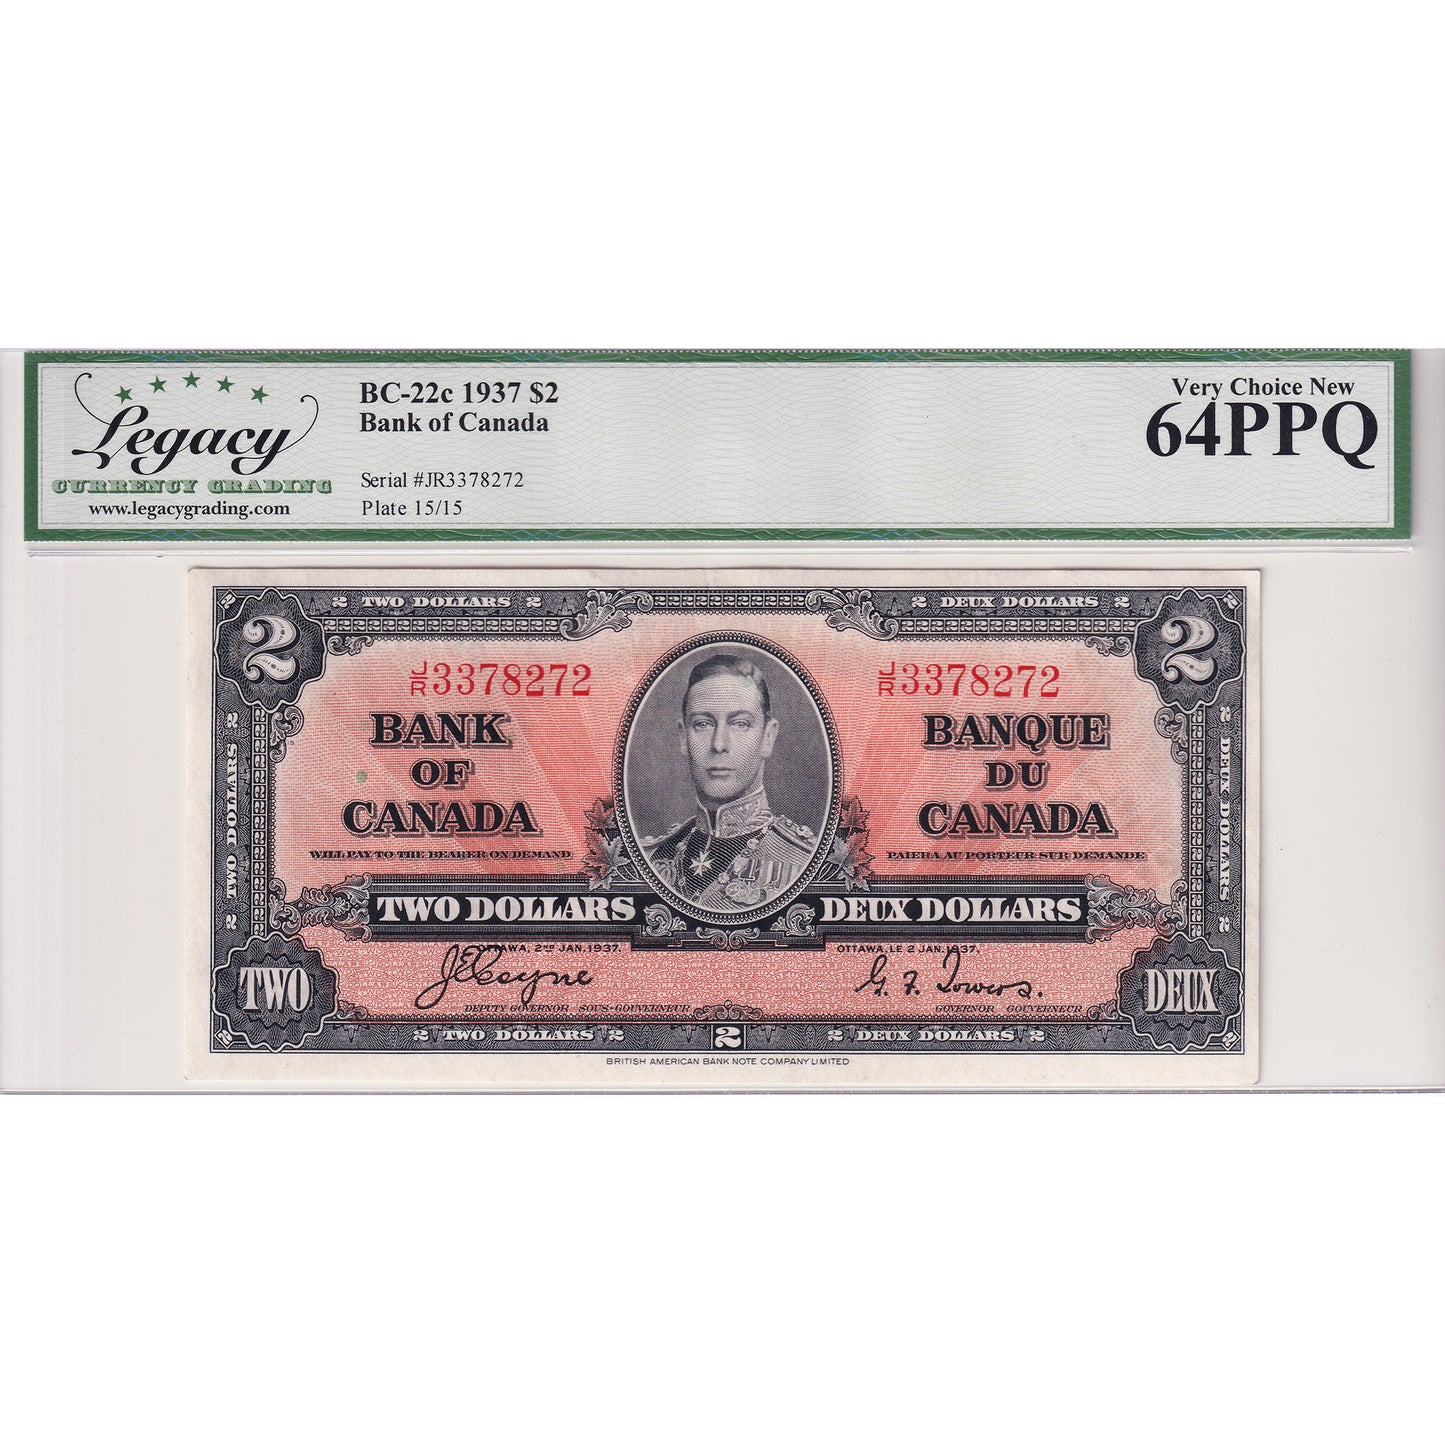 Legacy
CURRENCY GRADING
www.legacygrading.com
BC-22c 1937 $2
Bank of Canada
Serial #JR3378272
Plate 15/15
Very Choice New
64PPQ
2 TWO DOLLARS 2
2 DEUX DOLLARS 2
2
2
J/R 3378272
J/R 3378272
BANK
OF
CANADA
BANQUE
DU
CANADA
WILL PAY TO THE BEARER ON DEMAND
PAIERA AU PORTEUR SUR DEMANDE
2 TWO DOLLARS 2
2 DEUX DOLLARS 2
TWO DOLLARS
DEUX DOLLARS
OTTAWA, 2ND JAN. 1937.
OTTAWA, LE 2 JAN. 1937.
J E Coyne
G. F. Towers.
DEPUTY GOVERNOR SOUS-GOUVERNEUR
GOVERNOR GOUVERNEUR
TWO
DEUX
2 TWO DOLLARS 2
2
2 DEUX DOLLARS 2
BRITISH AMERICAN BANK NOTE COMPANY LIMITED